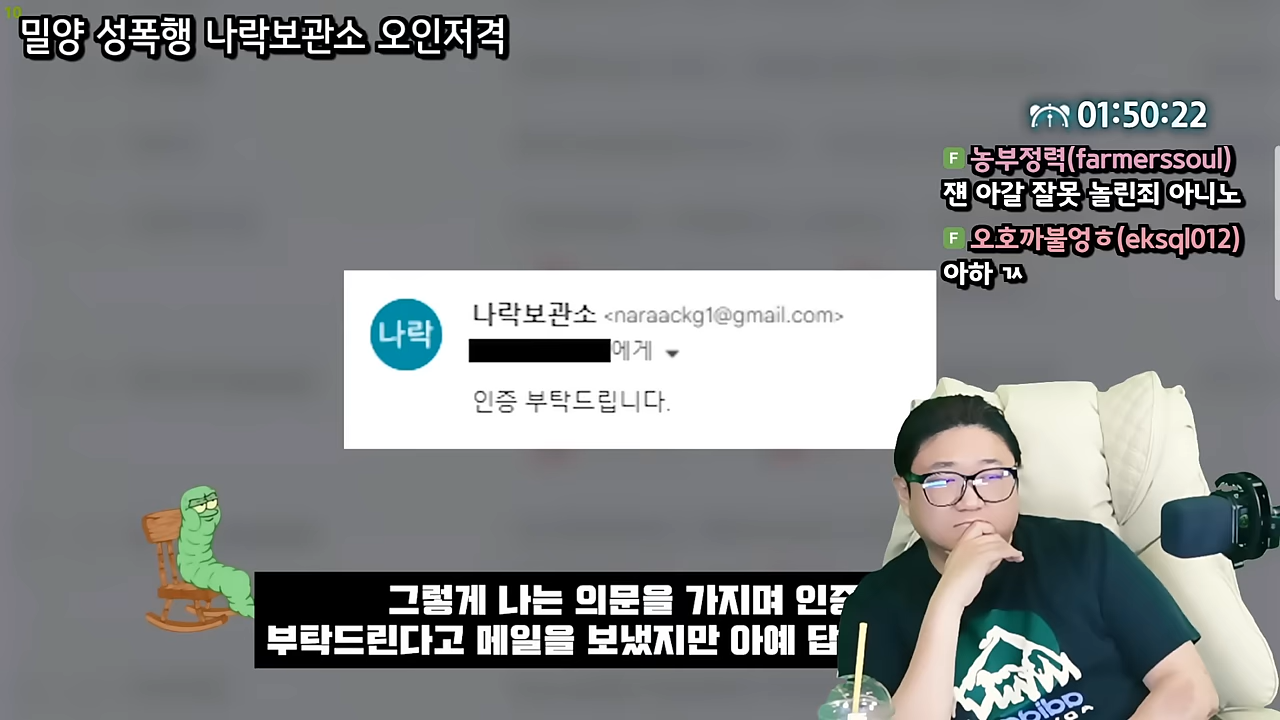 10
밀양 성폭행 나락보관소 오인저격
01:50:22
F 농부정력(farmerssoul)
쟨 아갈 잘못 놀린죄 아니노
F 오호까불엉ㅎ(eksql012)
아하 ㄳ
나락
나락보관소 <naraackg1@gmail.com>
에게
인증 부탁드립니다.
그렇게 나는 의문을 가지며 인증
부탁드린다고 메일을 보냈지만 아예 답